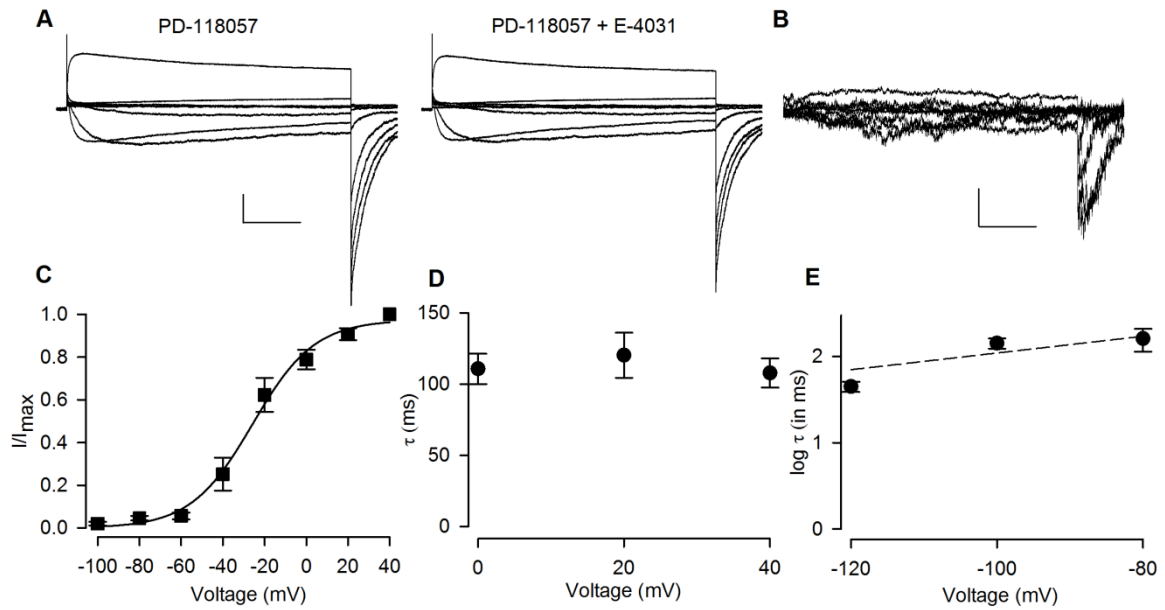 A PD-118057 PD-118057 + E-4031 B
C D E
I/Imax
1.0
0.8
0.6
0.4
0.2
0.0
-100 -80 -60 -40 -20 0 20 40
Voltage (mV)
τ (ms)
150
100
50
0
0 20 40
Voltage (mV)
log τ (in ms)
2
1
0
-120 -100 -80
Voltage (mV)